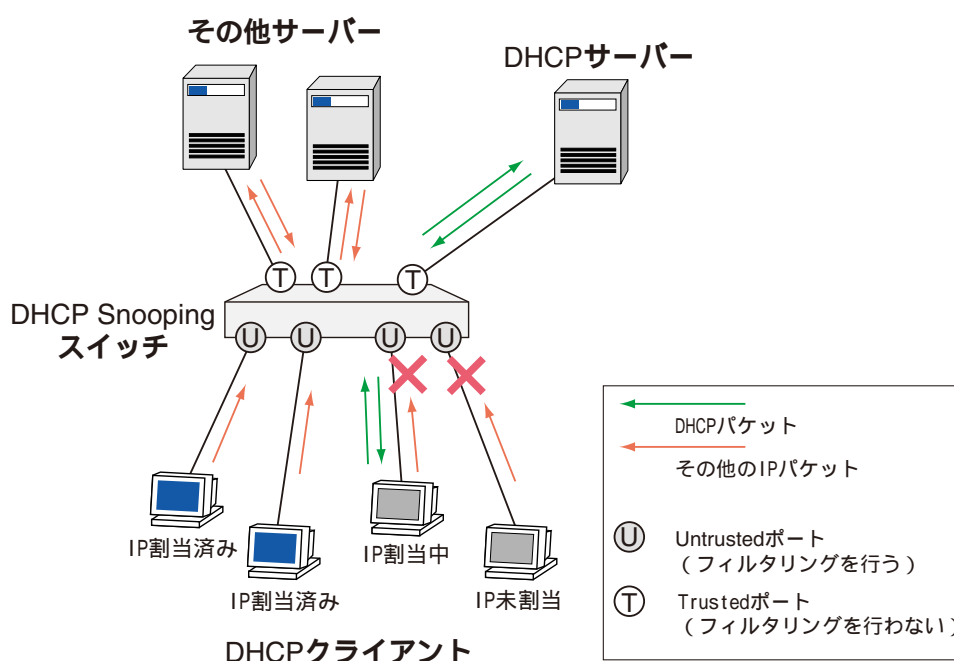 その他サーバー
DHCPサーバー
T
T
T
DHCP Snooping
スイッチ
U
U
U
U
IP割当済み
IP割当済み
IP割当中
IP未割当
DHCPクライアント
DHCPパケット
その他のIPパケット
U
Untrustedポート
(フィルタリングを行う)
T
Trustedポート
(フィルタリングを行わない)